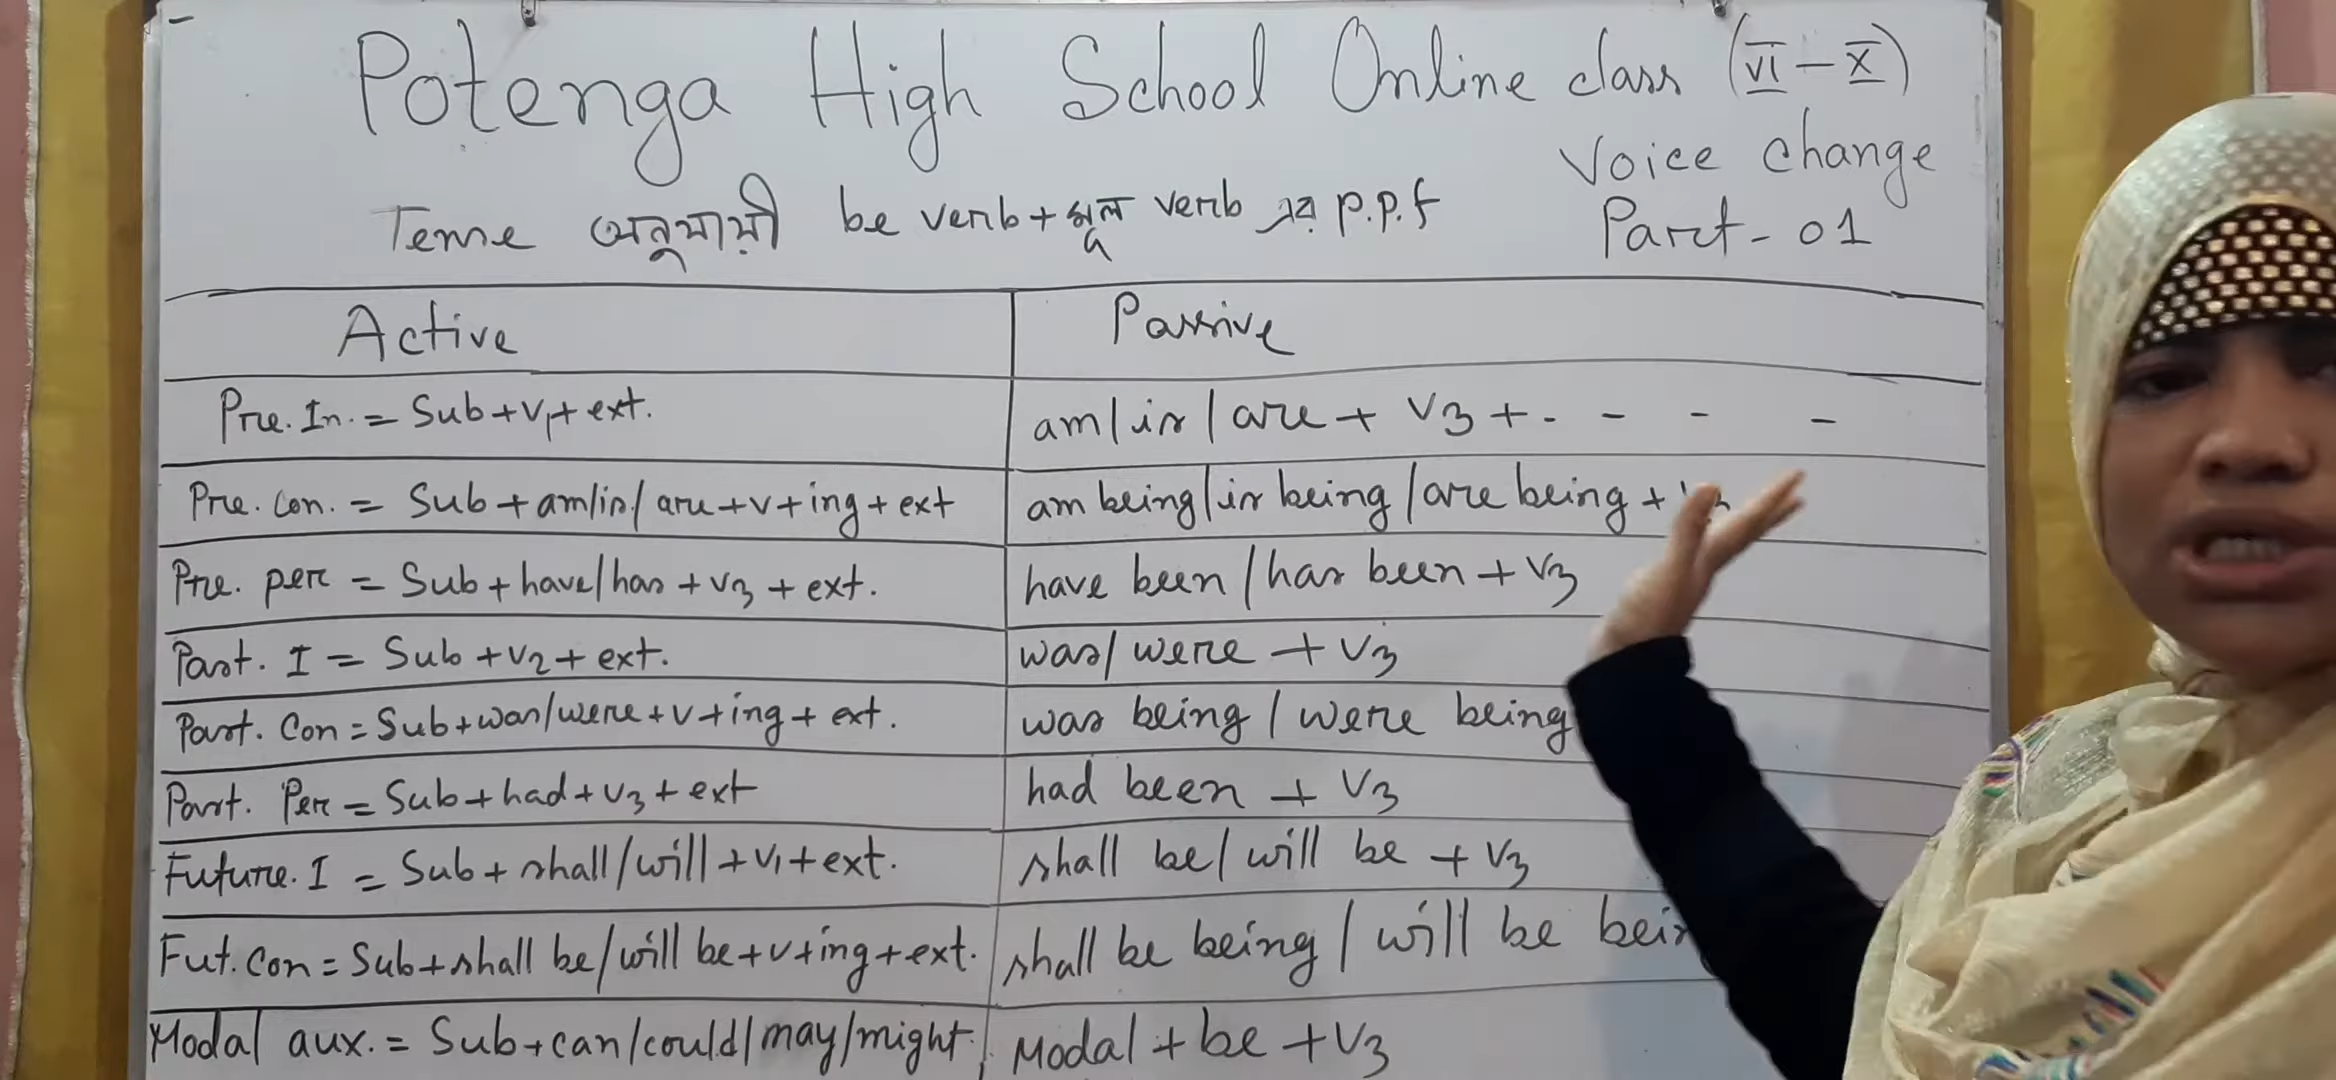 Potenga High School Online class (VI-X)
Voice change
Tense অনুযায়ী be verb + মূল verb এর p.p.f
Part-01
Active Passive
Pre. In. = Sub+v1+ext. am/is/are + v3 + - - - -
Pre. Con. = Sub+am/is/are+v+ing+ext am being/is being/are being +
Pre. per = Sub+have/has+v3+ext. have been/has been + v3
Past. I = Sub+v2+ext. was/were + v3
Past. Con = Sub+was/were+v+ing+ext. was being / were being
Past. Per = Sub+had+v3+ext had been + v3
Future. I = Sub+shall/will+v1+ext. shall be/will be + v3
Fut. Con = Sub+shall be/will be+v+ing+ext. shall be being / will be
Modal aux. = Sub+can/could/may/might Modal + be + v3